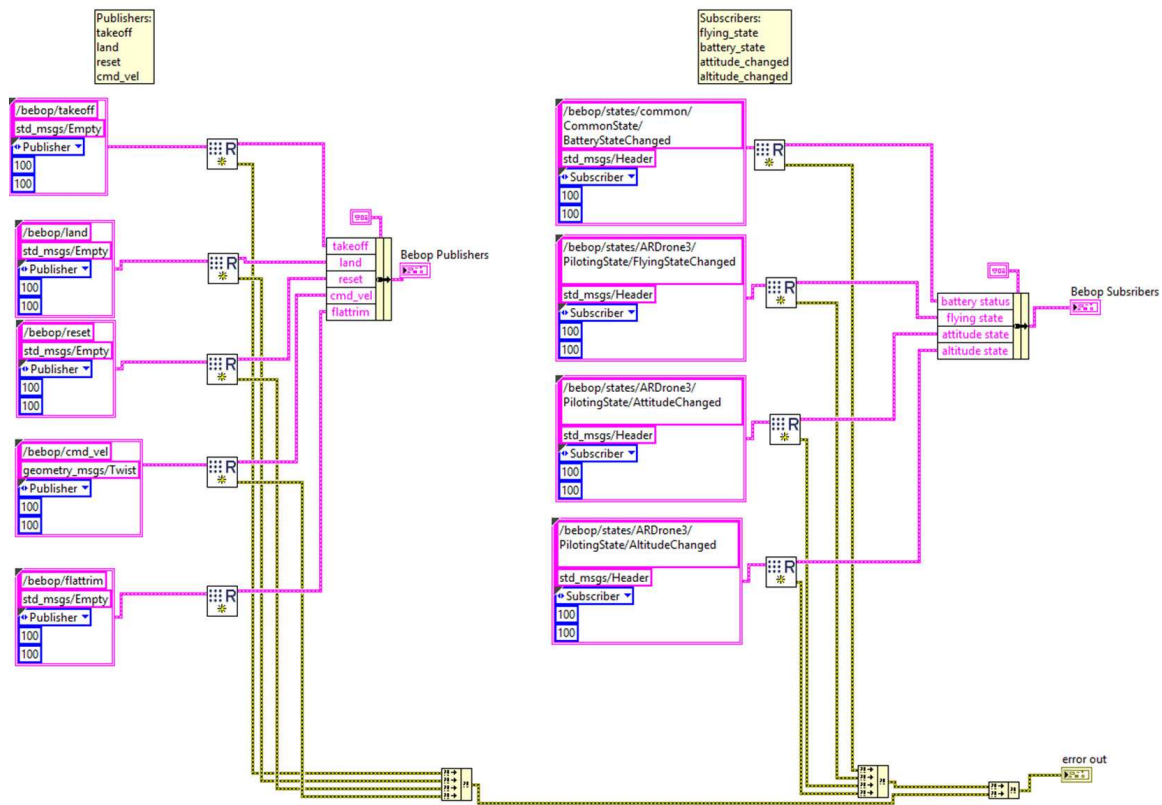 Publishers:
takeoff
land
reset
cmd_vel
Subscribers:
flying_state
battery_state
attitude_changed
altitude_changed
/bebop/takeoff
std_msgs/Empty
Publisher
100
100
R
/bebop/land
std_msgs/Empty
Publisher
100
100
R
/bebop/reset
std_msgs/Empty
Publisher
100
100
R
/bebop/cmd_vel
geometry_msgs/Twist
Publisher
100
100
R
/bebop/flattrim
std_msgs/Empty
Publisher
100
100
R
takeoff
land
reset
cmd_vel
flattrim
Bebop Publishers
/bebop/states/common/
CommonState/
BatteryStateChanged
std_msgs/Header
Subscriber
100
100
R
/bebop/states/ARDrone3/
PilotingState/FlyingStateChanged
std_msgs/Header
Subscriber
100
100
R
/bebop/states/ARDrone3/
PilotingState/AttitudeChanged
std_msgs/Header
Subscriber
100
100
R
/bebop/states/ARDrone3/
PilotingState/AltitudeChanged
std_msgs/Header
Subscriber
100
100
R
battery status
flying state
attitude state
altitude state
Bebop Subsribers
error out